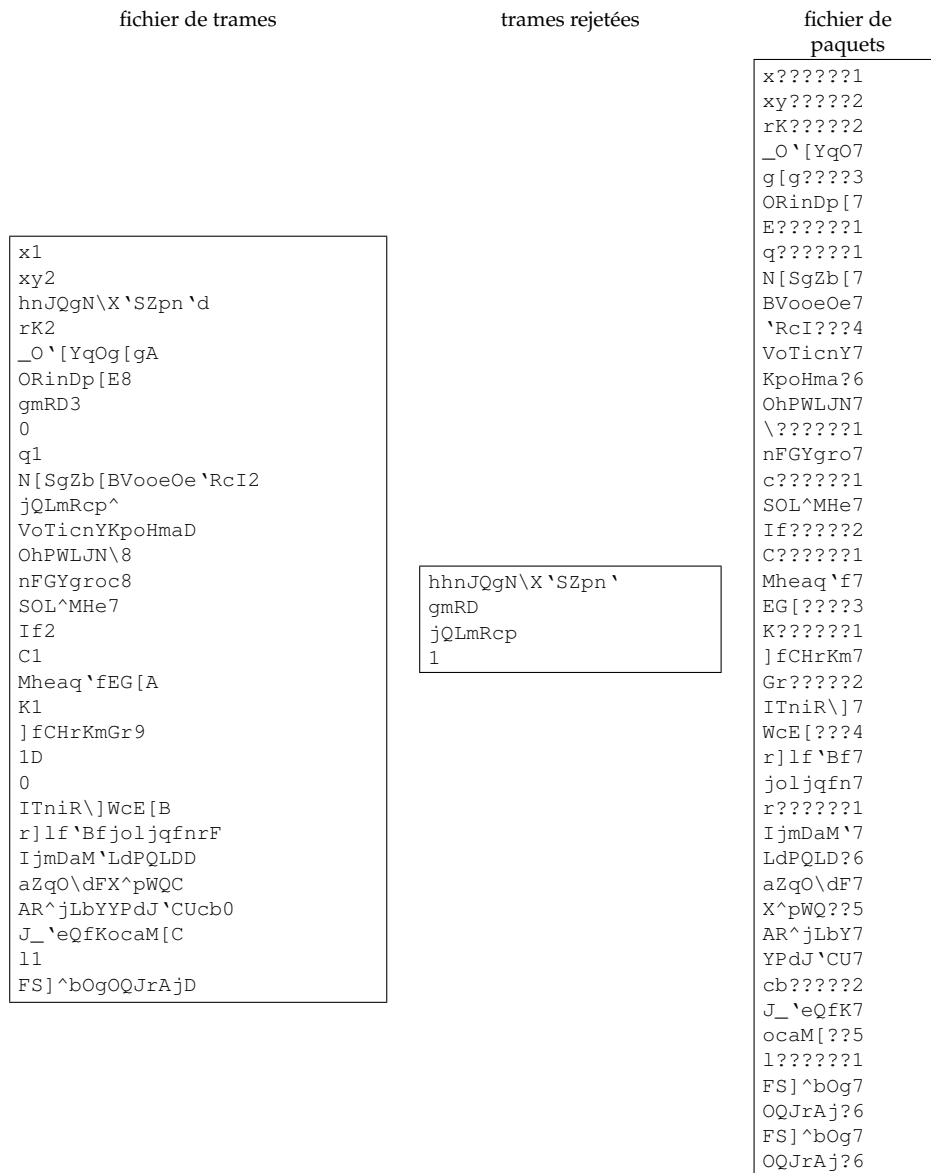 fichier de trames
trames rejetées
fichier de
paquets
x1
xy2
hnJQgN\X‘SZpn‘d
rK2
_O‘[YqOg[gA
ORinDp[E8
gmRD3
0
q1
N[SgZb[BVooeOe‘RcI2
jQLmRcp^
VoTicnYKpoHmaD
OhPWLJN\8
nFGYgroc8
SOL^MHe7
If2
C1
Mheaq‘fEG[A
K1
]fCHrKmGr9
1D
0
ITniR\]WcE[B
r]lf‘BfjoljqfnrF
IjmDaM‘LdPQLDD
aZqO\dFX^pWQC
AR^jLbYYPdJ‘CUcb0
J_‘eQfKocaM[C
l1
FS]^bOgOQJrAjD
hhnJQgN\X‘SZpn‘
gmRD
jQLmRcp
1
x??????1
xy?????2
rK?????2
_O‘[YqO7
g[g????3
ORinDp[7
E??????1
q??????1
N[SgZb[7
BVooeOe7
‘RcI???4
VoTicnY7
KpoHma?6
OhPWLJN7
\??????1
nFGYgro7
c??????1
SOL^MHe7
If?????2
C??????1
Mheaq‘f7
EG[????3
K??????1
]fCHrKm7
Gr?????2
ITniR\]7
WcE[???4
r]lf‘Bf7
joljqfn7
r??????1
IjmDaM‘7
LdPQLD?6
aZqO\dF7
X^pWQ??5
AR^jLbY7
YPdJ‘CU7
cb?????2
J_‘eQfK7
ocaM[??5
l??????1
FS]^bOg7
OQJrAj?6
FS]^bOg7
OQJrAj?6